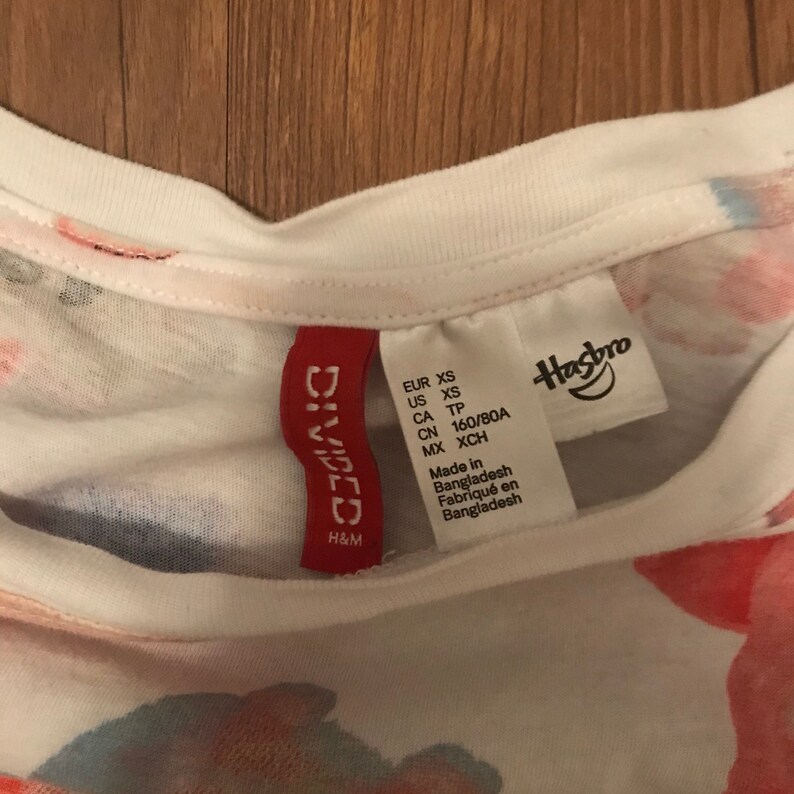 DIVIDED
H&M
EUR XS
US XS
CA TP
CN 160/80A
MX XCH
Made in
Bangladesh
Fabriqué en
Bangladesh
Hasbro